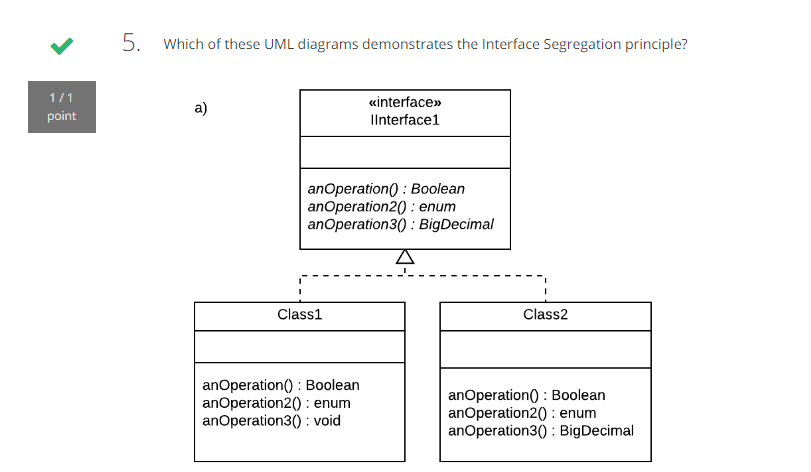 5. Which of these UML diagrams demonstrates the Interface Segregation principle?
1 / 1
point
a)
«interface»
IInterface1
anOperation() : Boolean
anOperation2() : enum
anOperation3() : BigDecimal
Class1
anOperation() : Boolean
anOperation2() : enum
anOperation3() : void
Class2
anOperation() : Boolean
anOperation2() : enum
anOperation3() : BigDecimal